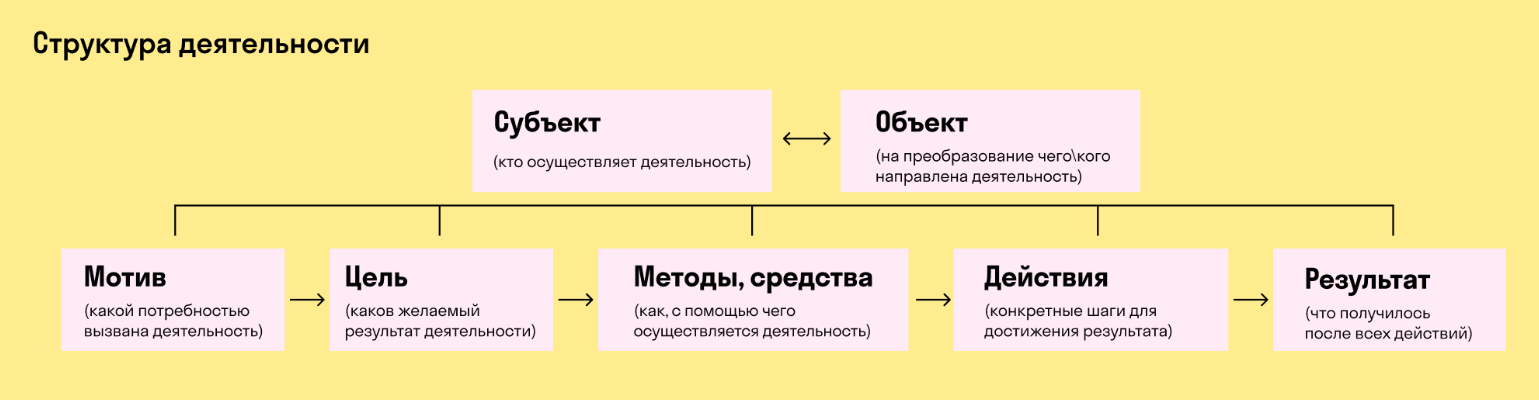 Структура деятельности
Субъект
(кто осуществляет деятельность)
Объект
(на преобразование чего\кого
направлена деятельность)
Мотив
(какой потребностью
вызвана деятельность)
Цель
(каков желаемый
результат деятельности)
Методы, средства
(как, с помощью чего
осуществляется деятельность)
Действия
(конкретные шаги для
достижения результата)
Результат
(что получилось
после всех действий)